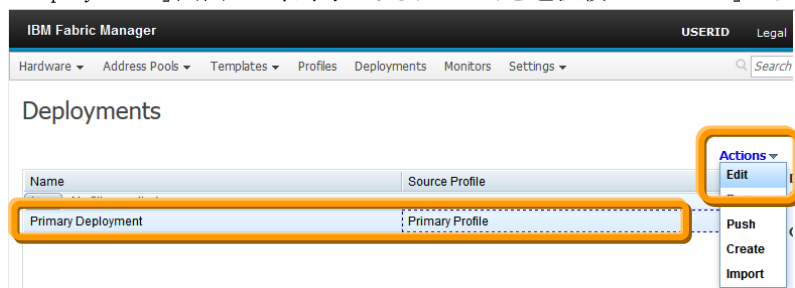 IBM Fabric Manager
USERID Legal
Hardware Address Pools Templates Profiles Deployments Monitors Settings Search
Deployments
Actions
Edit
Name Source Profile
Primary Deployment Primary Profile
Push
Create
Import